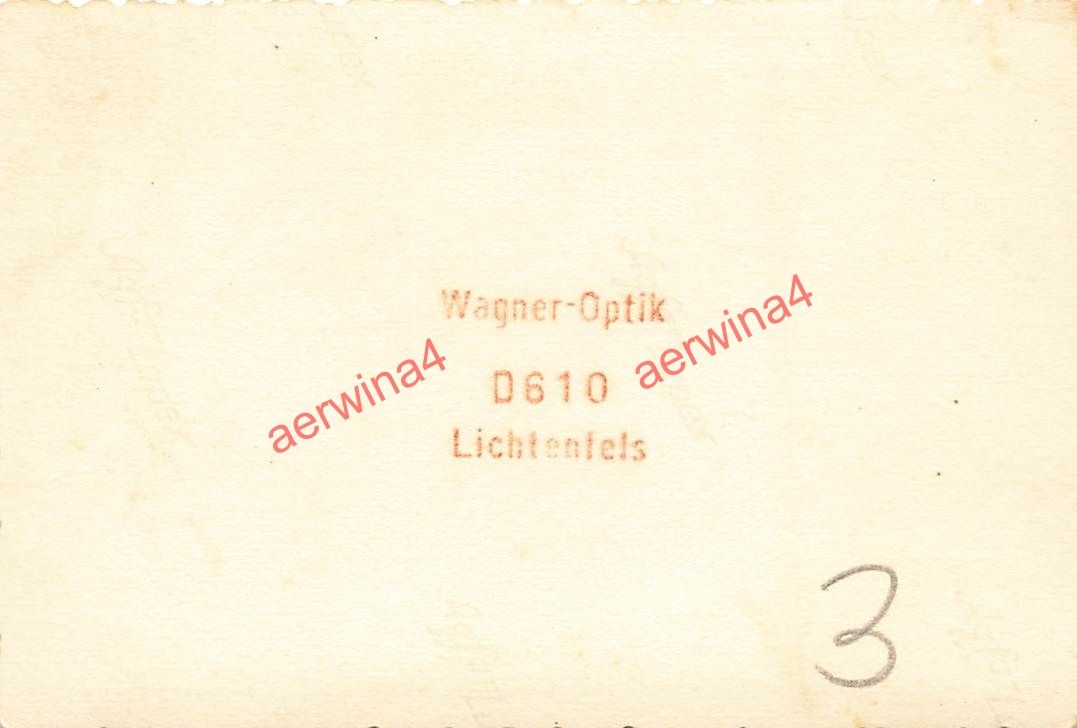 Wagner-Optik
aerwina4
aerwina4
D610
Lichtenfels
3